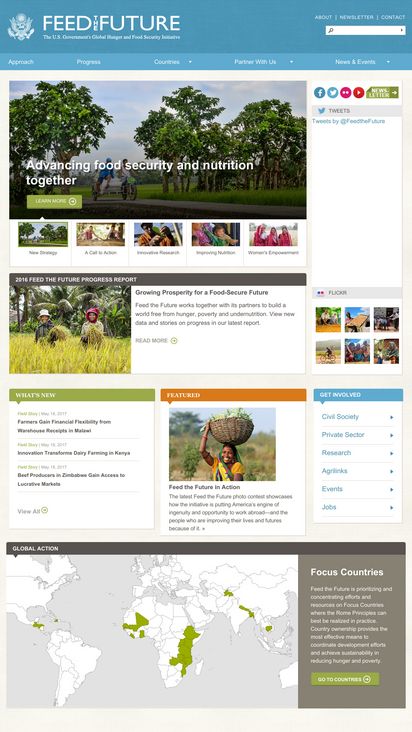 ABOUT | NEWSLETTER | CONTACT
FEED THE FUTURE
The U.S. Government's Global Hunger and Food Security Initiative
Approach
Progress
Countries
Partner With Us
News & Events
Advancing food security and nutrition
together
LEARN MORE
New Strategy
A Call to Action
Innovative Research
Improving Nutrition
Women's Empowerment
NEWS
LETTER
TWEETS
Tweets by @FeedtheFuture
FLICKR
2016 FEED THE FUTURE PROGRESS REPORT
Growing Prosperity for a Food-Secure Future
Feed the Future works together with its partners to build a
world free from hunger, poverty and undernutrition. View new
data and stories on progress in our latest report.
READ MORE
WHAT'S NEW
Field Story | May 18, 2017
Farmers Gain Financial Flexibility from
Warehouse Receipts in Malawi
Field Story | May 18, 2017
Innovation Transforms Dairy Farming in Kenya
Field Story | May 18, 2017
Beef Producers in Zimbabwe Gain Access to
Lucrative Markets
View All
FEATURED
Feed the Future in Action
The latest Feed the Future photo contest showcases
how the initiative is putting America's engine of
ingenuity and opportunity to work abroad—and the
people who are improving their lives and futures
because of it. »
GET INVOLVED
Civil Society
Private Sector
Research
Agrilinks
Events
Jobs
GLOBAL ACTION
Focus Countries
Feed the Future is prioritizing and
concentrating efforts and
resources on Focus Countries
where the Rome Principles can
best be realized in practice.
Country ownership provides the
most effective means to
coordinate development efforts
and achieve sustainability in
reducing hunger and poverty.
GO TO COUNTRIES